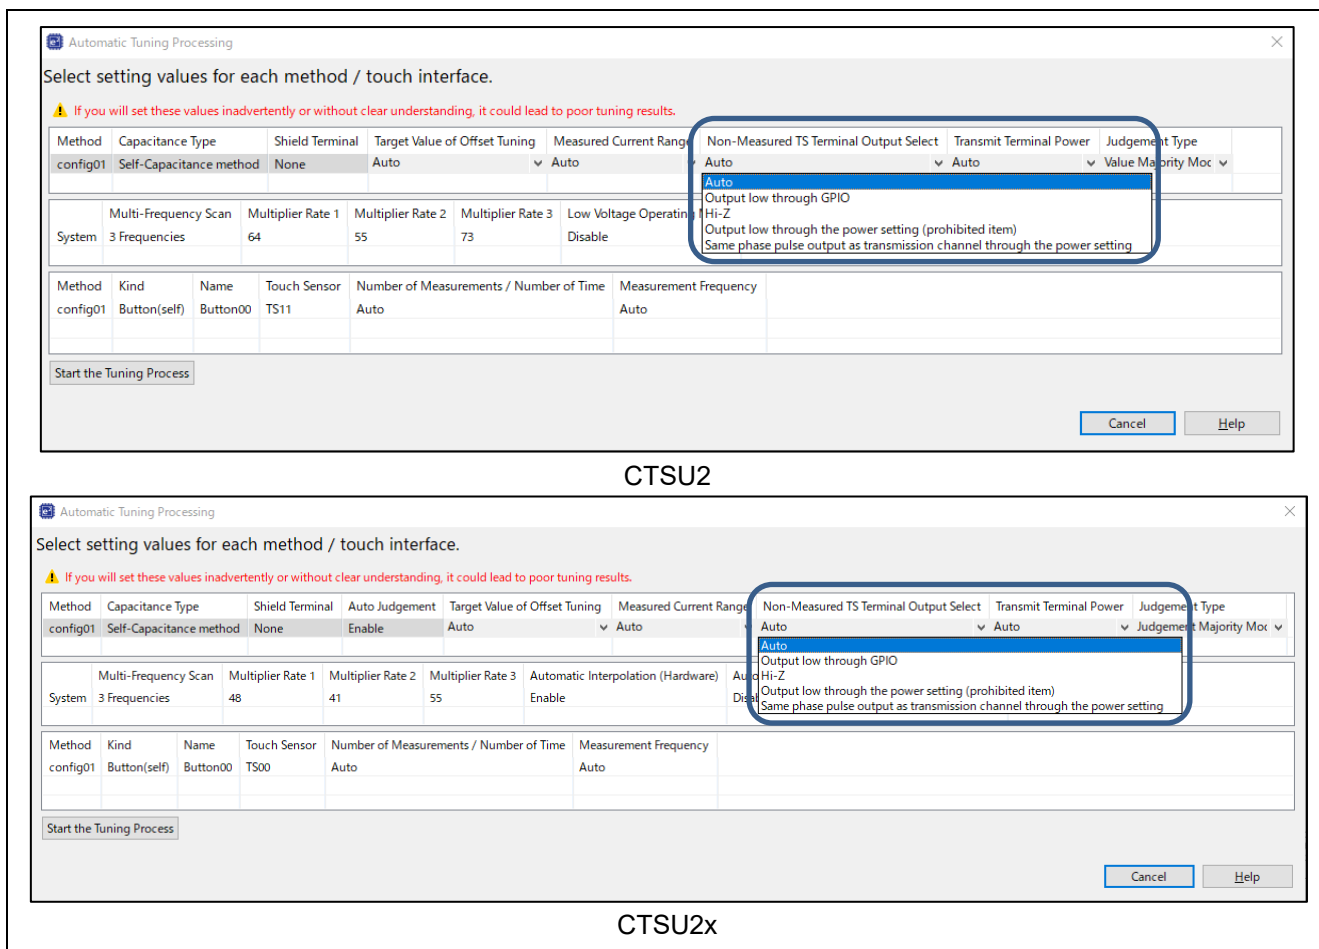 Automatic Tuning Processing
Select setting values for each method / touch interface.
If you will set these values inadvertently or without clear understanding, it could lead to poor tuning results.
Method Capacitance Type Shield Terminal Target Value of Offset Tuning Measured Current Range Non-Measured TS Terminal Output Select Transmit Terminal Power Judgement Type
config01 Self-Capacitance method None Auto Auto Auto Auto Value Majority Moc
Auto
Output low through GPIO
Hi-Z
Output low through the power setting (prohibited item)
Same phase pulse output as transmission channel through the power setting
Multi-Frequency Scan Multiplier Rate 1 Multiplier Rate 2 Multiplier Rate 3 Low Voltage Operating
System 3 Frequencies 64 55 73 Disable
Method Kind Name Touch Sensor Number of Measurements / Number of Time Measurement Frequency
config01 Button(self) Button00 TS11 Auto Auto
Start the Tuning Process
Cancel Help
CTSU2
Automatic Tuning Processing
Select setting values for each method / touch interface.
If you will set these values inadvertently or without clear understanding, it could lead to poor tuning results.
Method Capacitance Type Shield Terminal Auto Judgement Target Value of Offset Tuning Measured Current Range Non-Measured TS Terminal Output Select Transmit Terminal Power Judgement Type
config01 Self-Capacitance method None Enable Auto Auto Auto Auto Judgement Majority Moc
Auto
Output low through GPIO
Hi-Z
Output low through the power setting (prohibited item)
Same phase pulse output as transmission channel through the power setting
Multi-Frequency Scan Multiplier Rate 1 Multiplier Rate 2 Multiplier Rate 3 Automatic Interpolation (Hardware)
System 3 Frequencies 48 41 55 Enable
Method Kind Name Touch Sensor Number of Measurements / Number of Time Measurement Frequency
config01 Button(self) Button00 TS00 Auto Auto
Start the Tuning Process
Cancel Help
CTSU2x